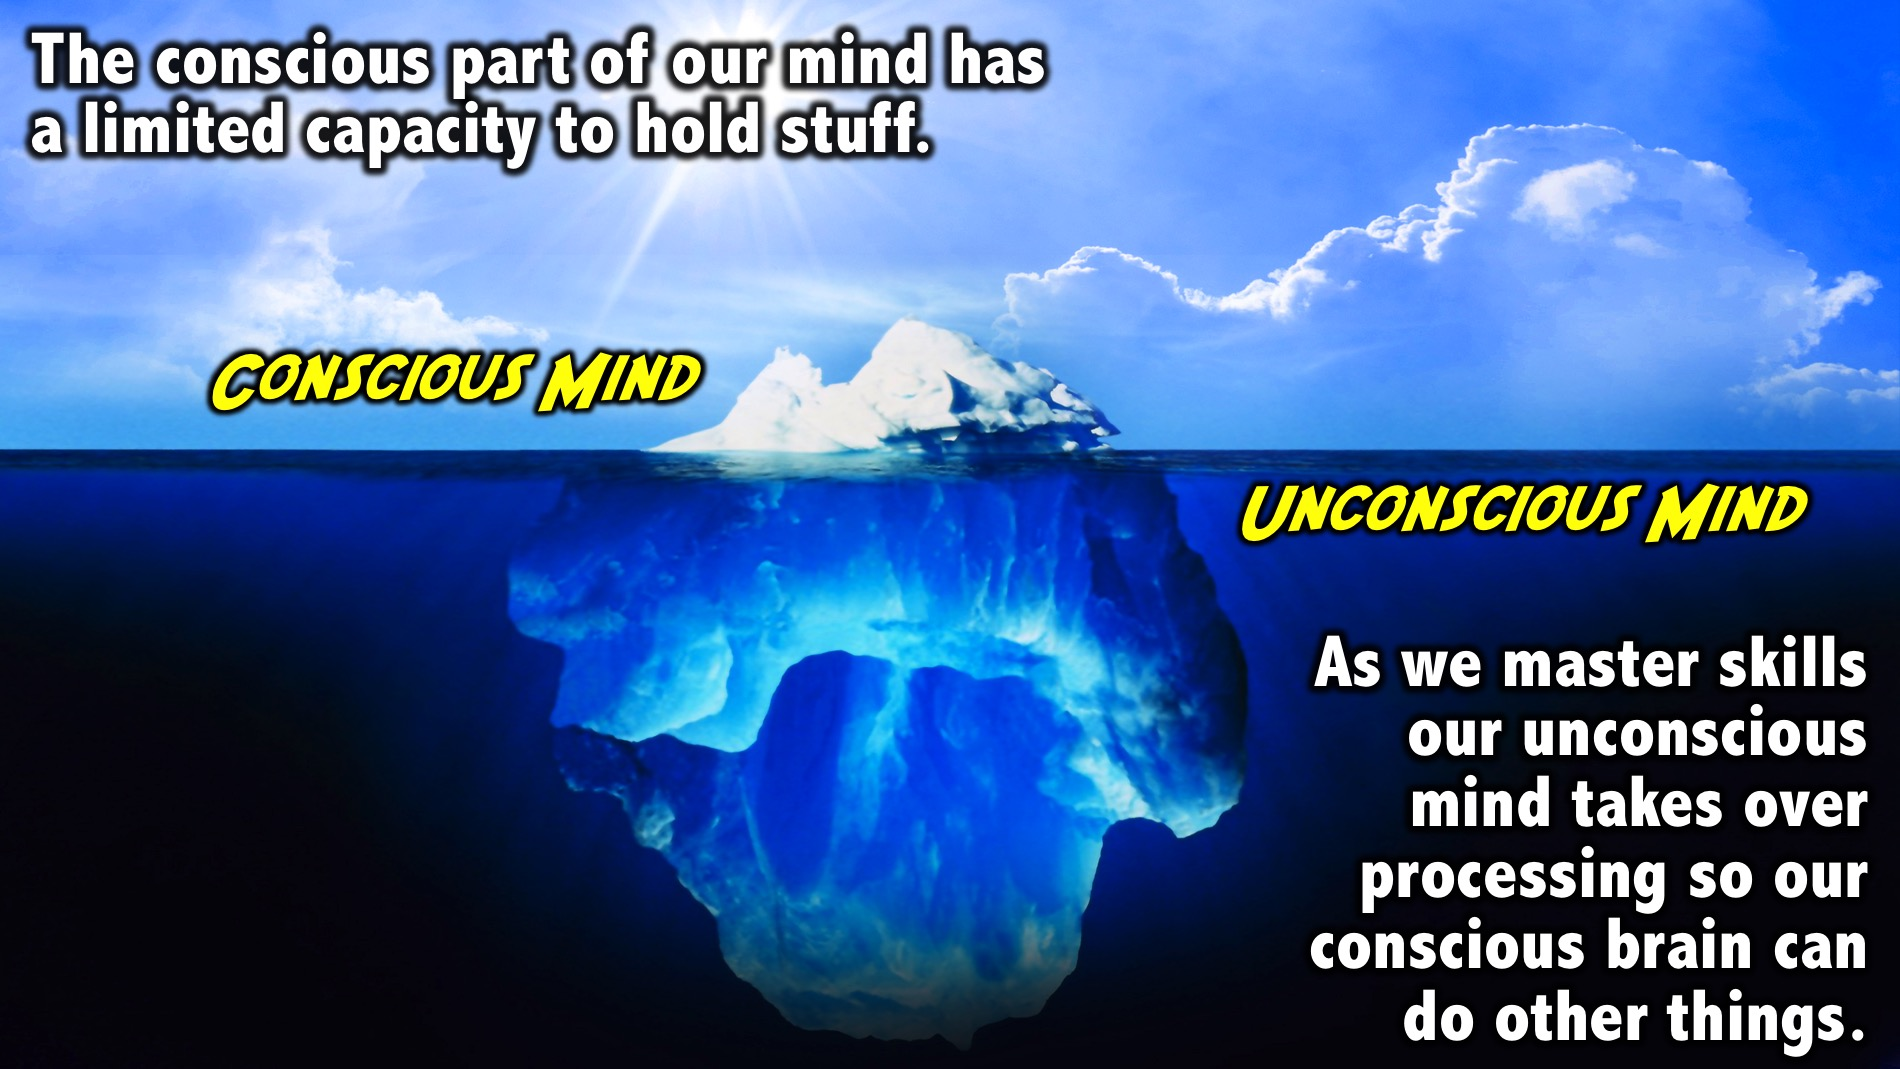 The conscious part of our mind has
a limited capacity to hold stuff.
Conscious Mind
Unconscious Mind
As we master skills
our unconscious
mind takes over
processing so our
conscious brain can
do other things.